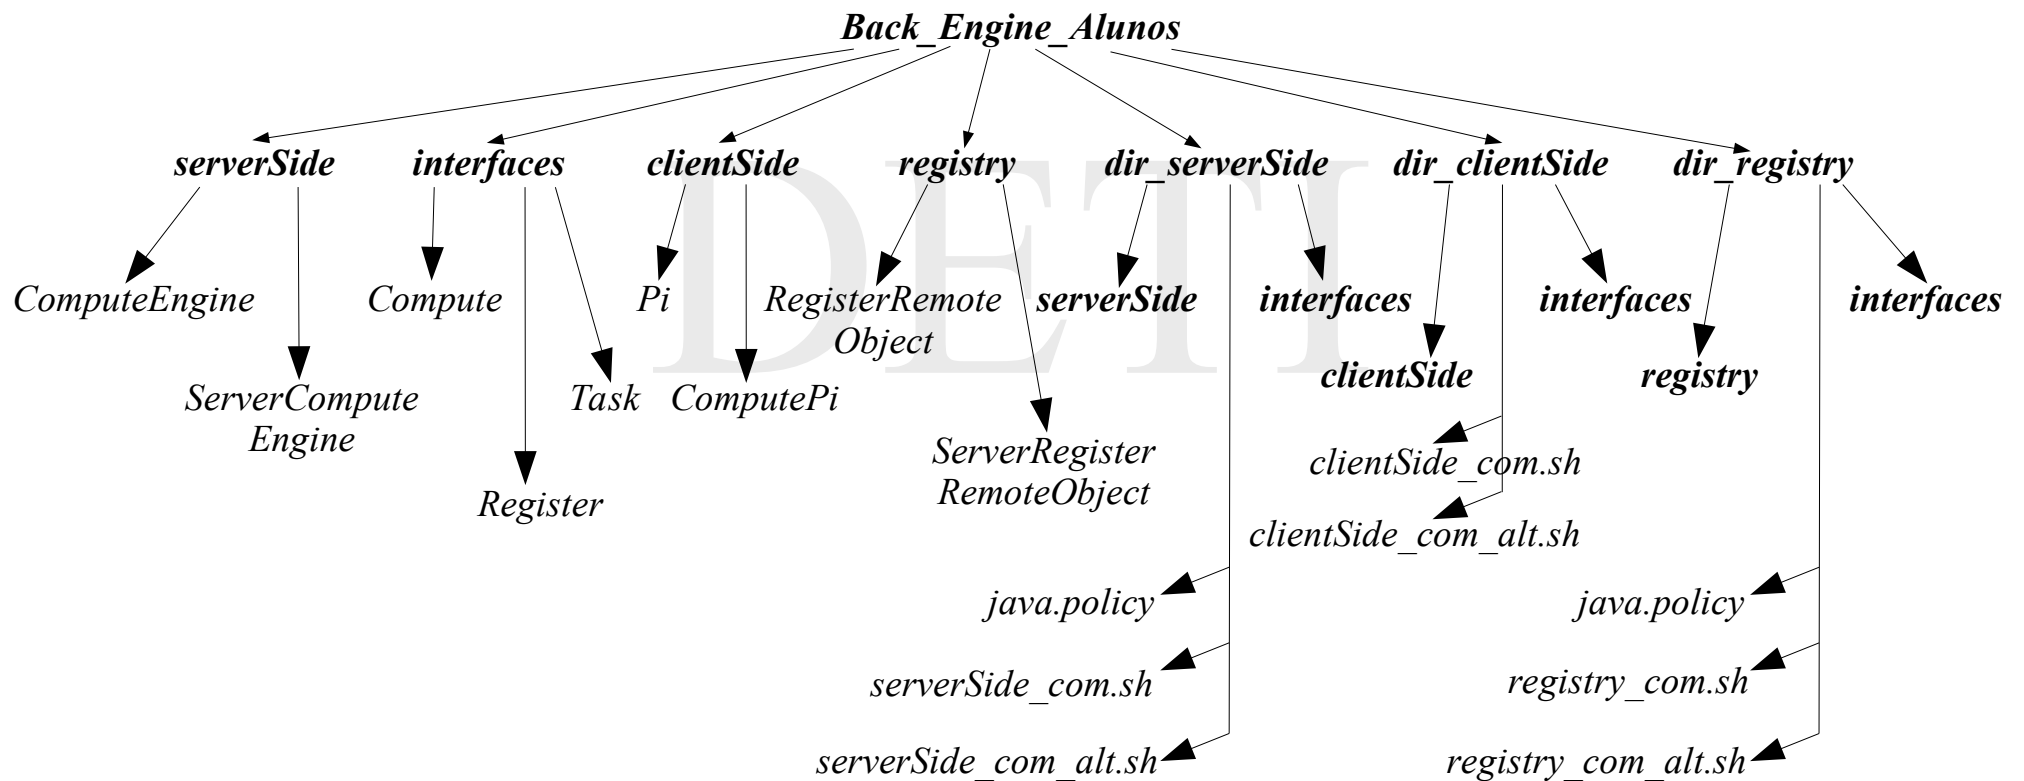 Back_Engine_Alunos
serverSide interfaces clientSide registry dir_serverSide dir_clientSide dir_registry
DETI
ComputeEngine Compute Pi RegisterRemote serverSide interfaces interfaces interfaces
Object
clientSide registry
ServerCompute Task ComputePi
Engine
ServerRegister
clientSide_com.sh
RemoteObject
Register
clientSide_com_alt.sh
java.policy java.policy
serverSide_com.sh registry_com.sh
serverSide_com_alt.sh registry_com_alt.sh